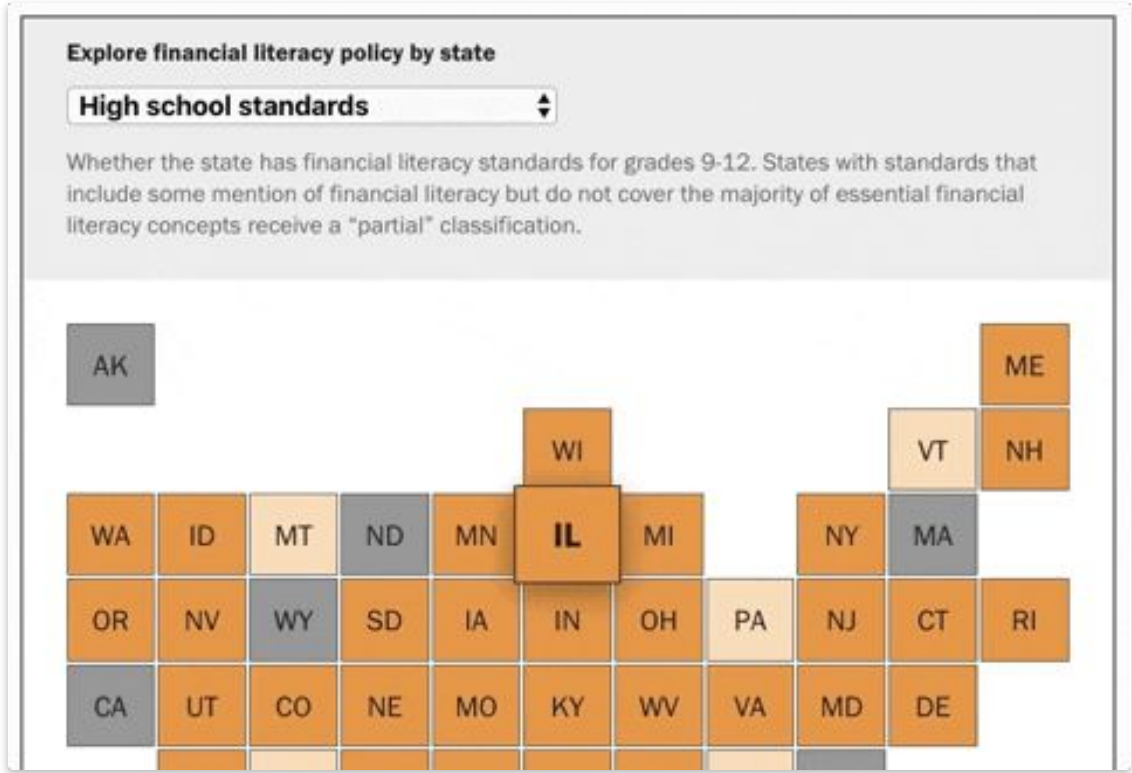 Explore financial literacy policy by state
High school standards
Whether the state has financial literacy standards for grades 9-12. States with standards that
include some mention of financial literacy but do not cover the majority of essential financial
literacy concepts receive a “partial” classification.
AK ME
WI VT NH
WA ID MT ND MN IL MI NY MA
OR NV WY SD IA IN OH PA NJ CT RI
CA UT CO NE MO KY WV VA MD DE